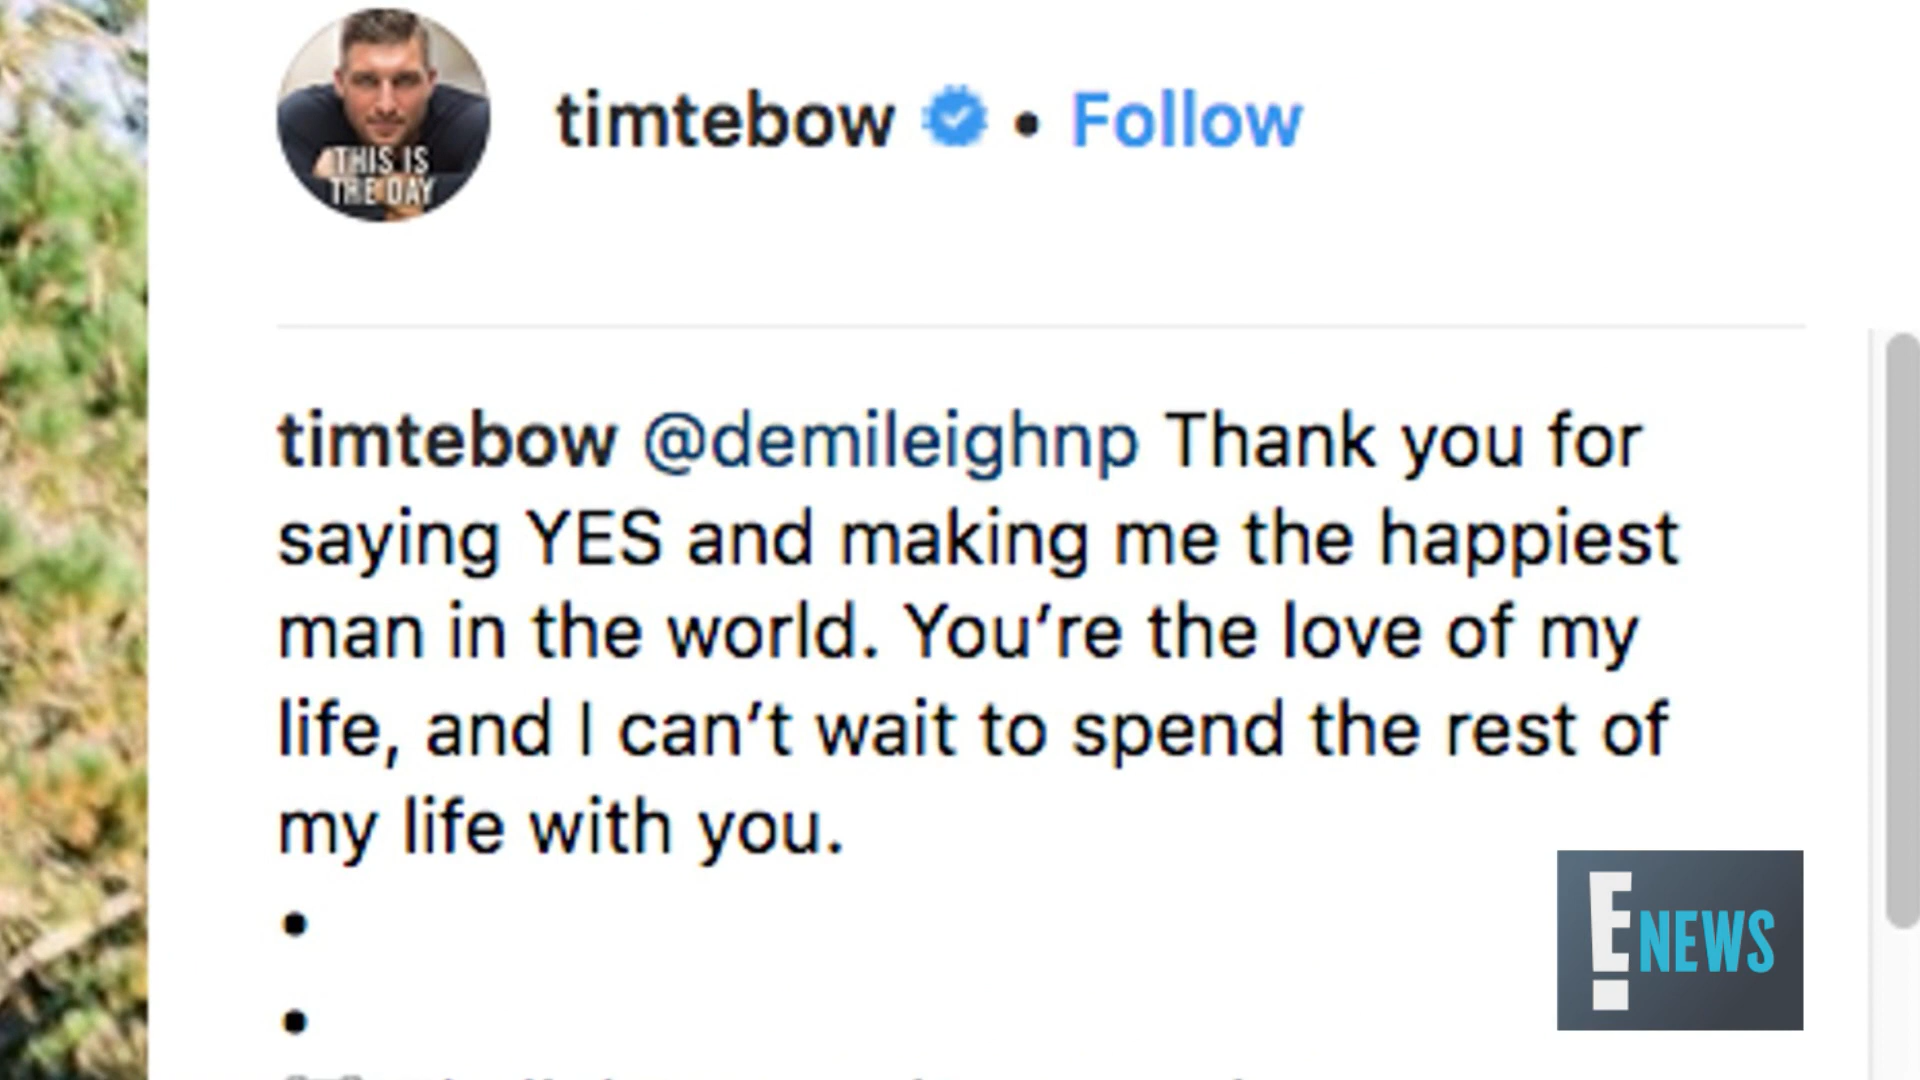 THIS IS
THE DAY
timtebow • Follow
timtebow @demileighnp Thank you for
saying YES and making me the happiest
man in the world. You’re the love of my
life, and I can’t wait to spend the rest of
my life with you.
•
•
E! NEWS